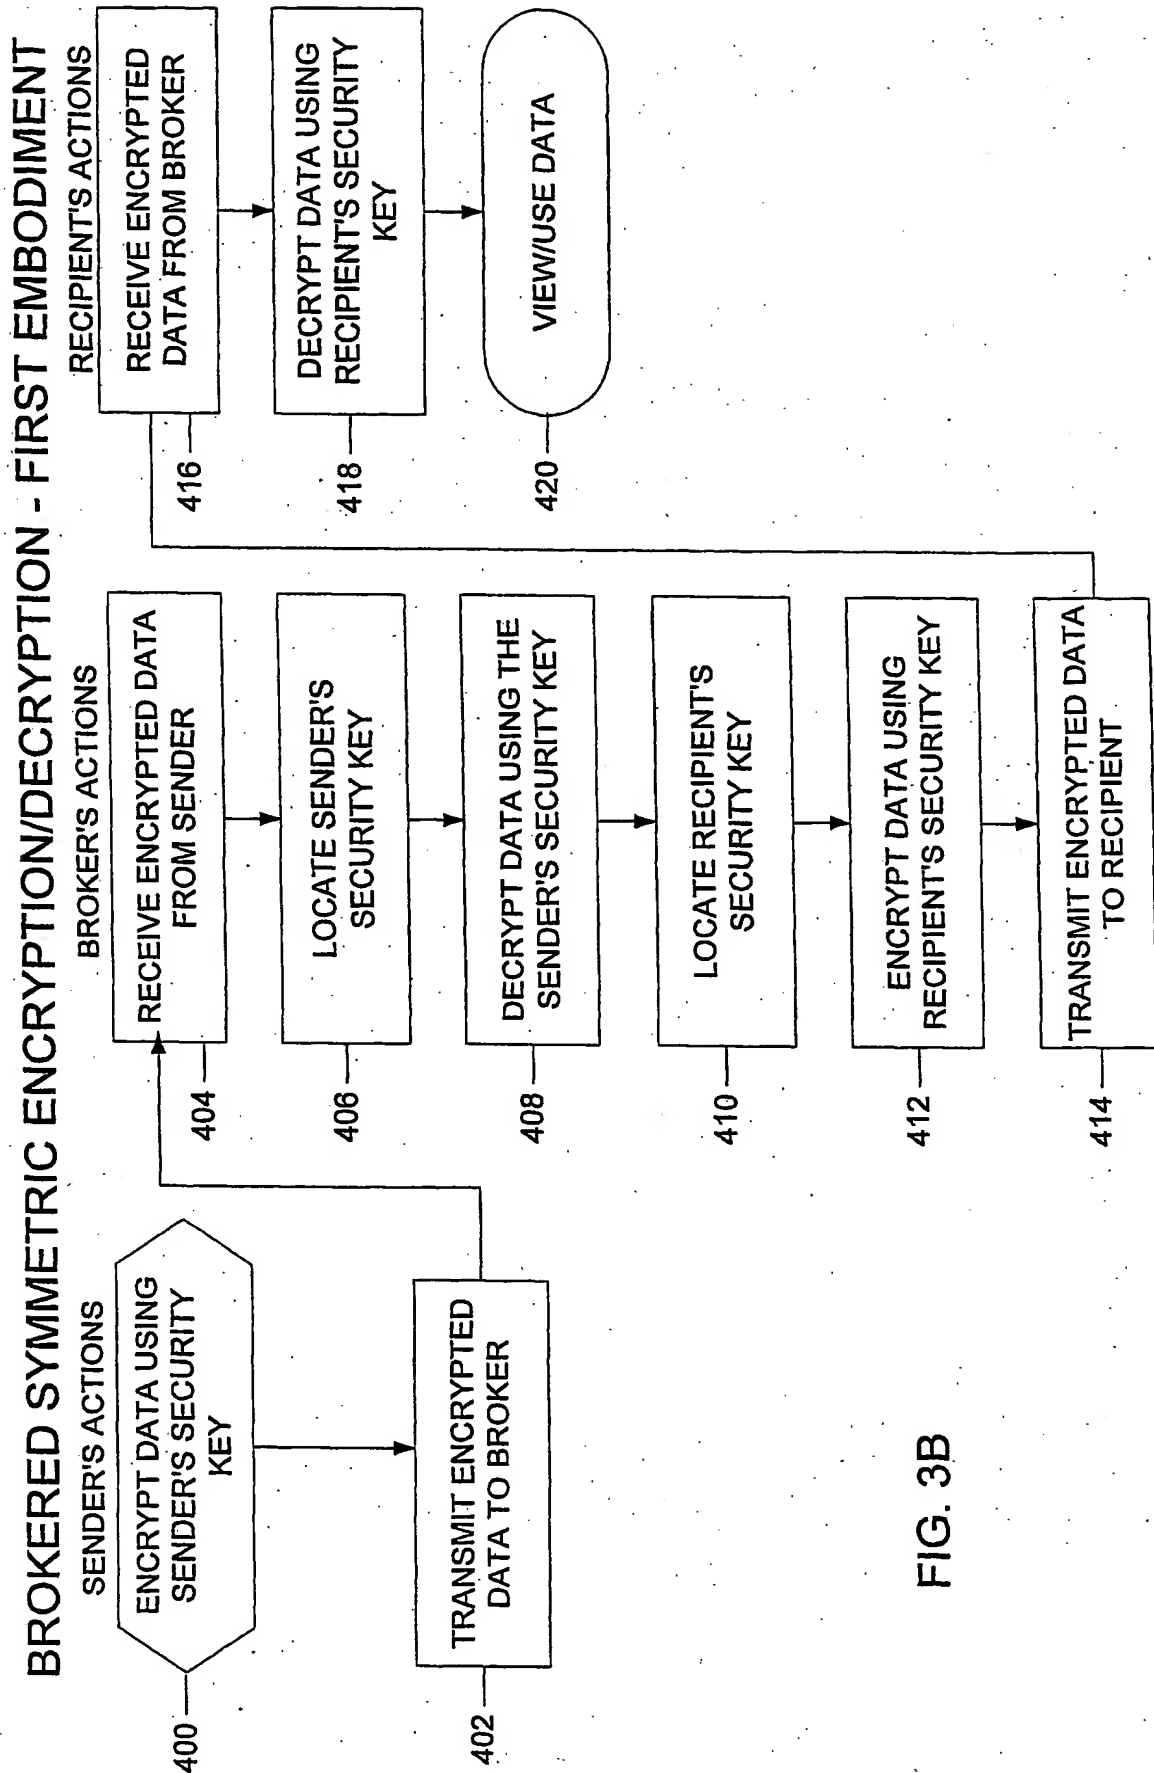 BROKERED SYMMETRIC ENCRYPTION/DECRYPTION - FIRST EMBODIMENT
SENDER'S ACTIONS
ENCRYPT DATA USING
SENDER'S SECURITY
KEY
400
TRANSMIT ENCRYPTED
DATA TO BROKER
402
BROKER'S ACTIONS
RECEIVE ENCRYPTED DATA
FROM SENDER
404
LOCATE SENDER'S
SECURITY KEY
406
DECRYPT DATA USING THE
SENDER'S SECURITY KEY
408
LOCATE RECIPIENT'S
SECURITY KEY
410
ENCRYPT DATA USING
RECIPIENT'S SECURITY KEY
412
TRANSMIT ENCRYPTED DATA
TO RECIPIENT
414
RECIPIENT'S ACTIONS
RECEIVE ENCRYPTED
DATA FROM BROKER
416
DECRYPT DATA USING
RECIPIENT'S SECURITY
KEY
418
VIEW/USE DATA
420
FIG. 3B